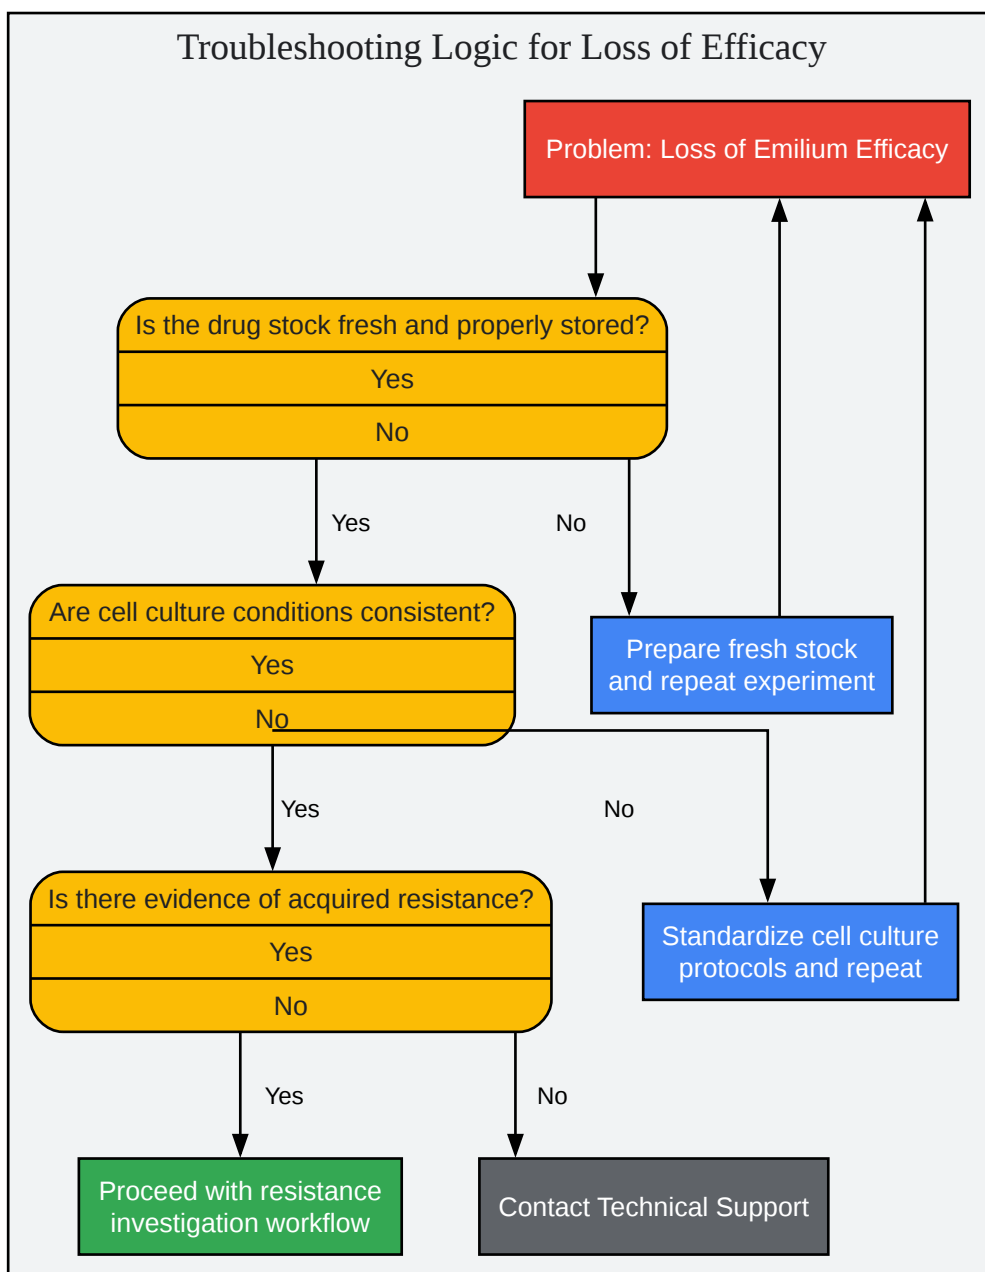 Troubleshooting Logic for Loss of Efficacy
Problem: Loss of Emilium Efficacy
Is the drug stock fresh and properly stored?
Yes
No
Yes
No
Are cell culture conditions consistent?
Yes
No
Prepare fresh stock
and repeat experiment
Yes
No
Is there evidence of acquired resistance?
Yes
No
Standardize cell culture
protocols and repeat
Yes
No
Proceed with resistance
investigation workflow
Contact Technical Support